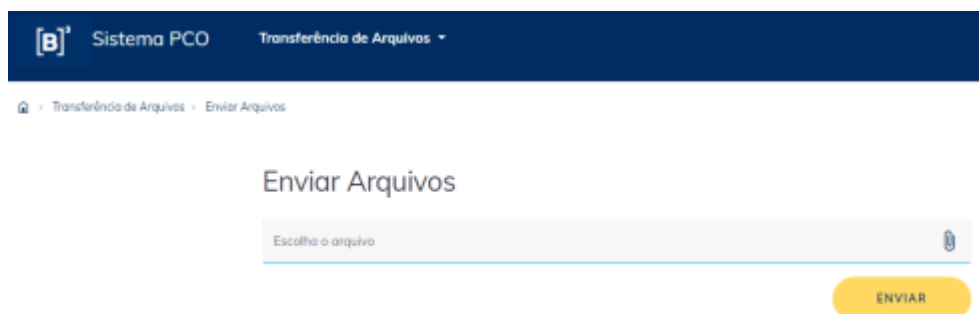 [B]³ Sistema PCO Transferência de Arquivos
Transferência de Arquivos > Enviar Arquivos
Enviar Arquivos
Escolha o arquivo
ENVIAR